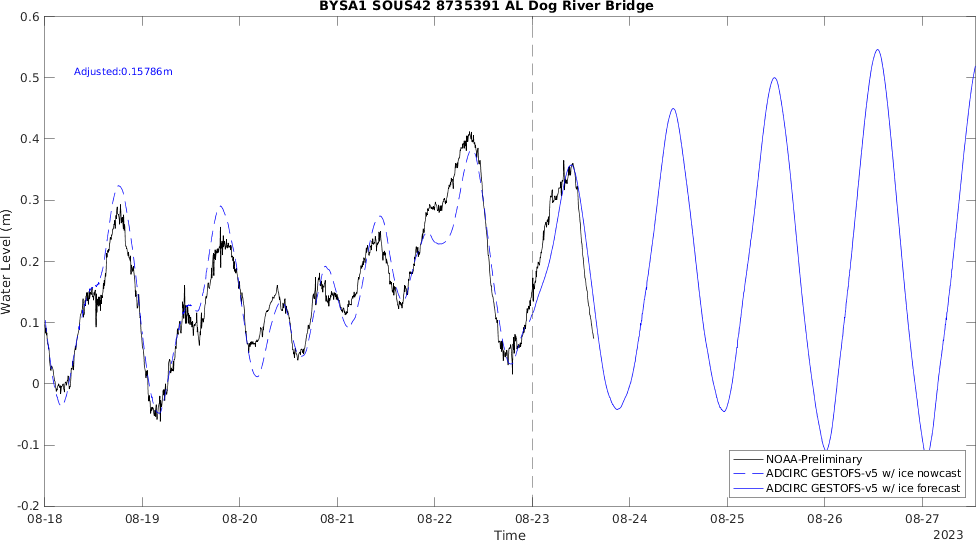 BYSA1 SOUS42 8735391 AL Dog River Bridge
Adjusted:0.15786m
Water Level (m)
0.6
0.5
0.4
0.3
0.2
0.1
0
-0.1
-0.2
NOAA-Preliminary
ADCIRC GESTOFS-v5 w/ ice nowcast
ADCIRC GESTOFS-v5 w/ ice forecast
08-18 08-19 08-20 08-21 08-22 08-23 08-24 08-25 08-26 08-27
Time
2023